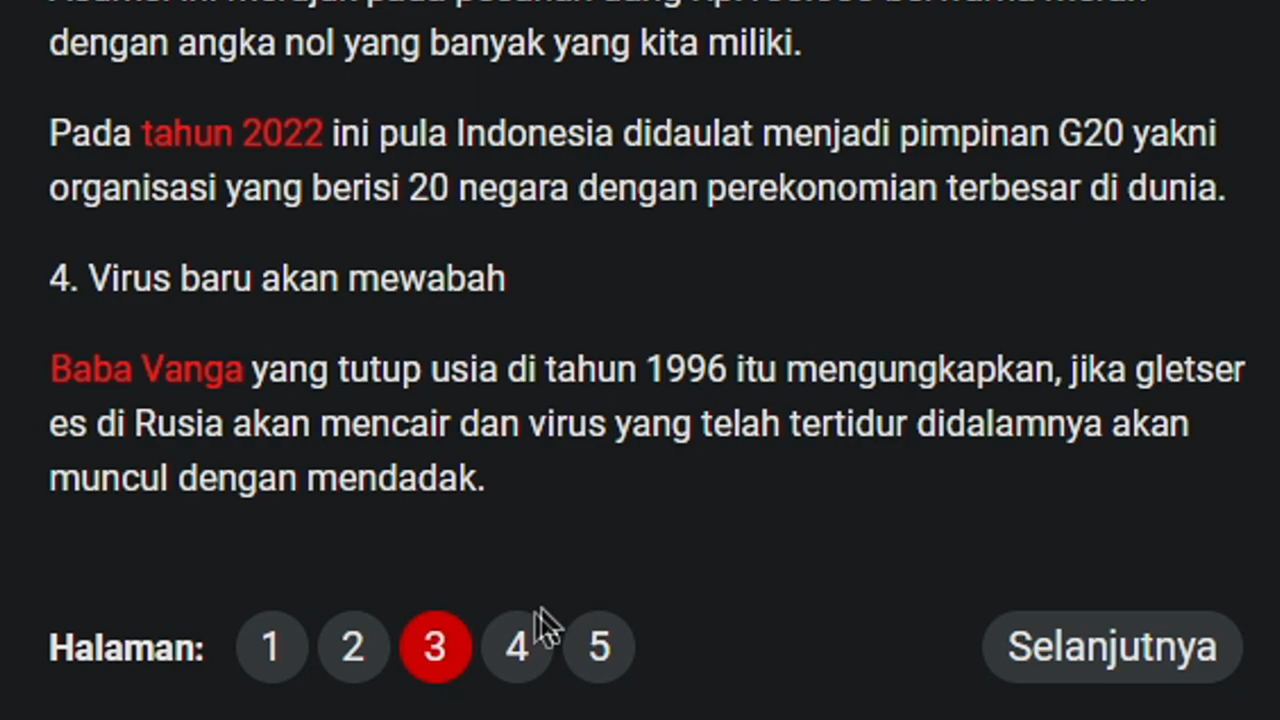 dengan angka nol yang banyak yang kita miliki.
Pada tahun 2022 ini pula Indonesia didaulat menjadi pimpinan G20 yakni
organisasi yang berisi 20 negara dengan perekonomian terbesar di dunia.
4. Virus baru akan mewabah
Baba Vanga yang tutup usia di tahun 1996 itu mengungkapkan, jika gletser
es di Rusia akan mencair dan virus yang telah tertidur didalamnya akan
muncul dengan mendadak.
Halaman: 1 2 3 4 5 Selanjutnya